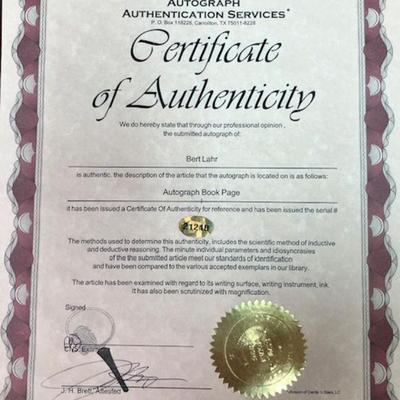 AUTOGRAPH
AUTHENTICATION SERVICES
P. O. Box 118228, Carrollton, TX 75011-8228
Certificate
of Authenticity
We do hereby state that through our professional opinion ,
the submitted autograph of:
Bert Lahr
is authentic. the description of the article that the autograph is located on is as follows:
Autograph Book Page
it has been issued a Certificate Of Authenticity for reference and has been issued the serial #
The methods used to determine this authenticity, includes the scientific method of inductive
and deductive reasoning. The minute individual parameters and idiosyncrasies
of the the submitted article meet our standards of identification
and have been compared to the various accepted exemplars in our library.
The article has been examined with regard to its writing surface, writing instrument, ink.
It has also been scrutinized with magnification.
Signed
J. H. Brett, Attested